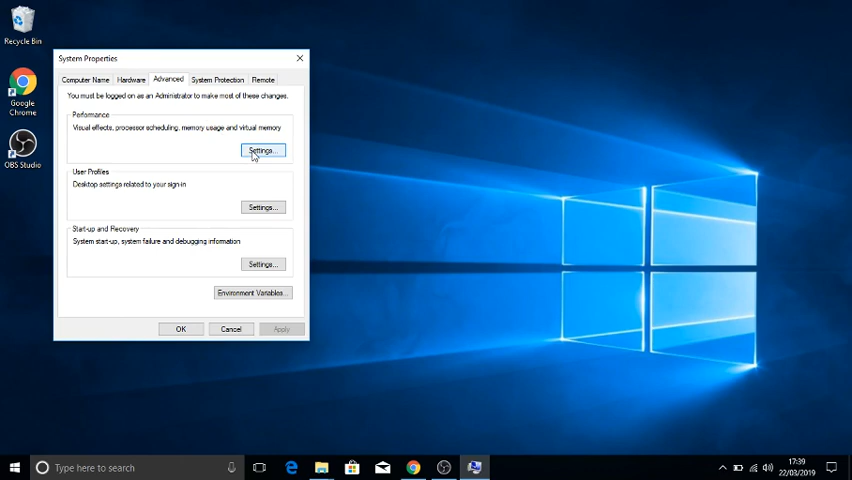 Recycle Bin
Google
Chrome
OBS Studio
System Properties
Computer Name Hardware Advanced System Protection Remote
You must be logged on as an Administrator to make most of these changes.
Performance
Visual effects, processor scheduling, memory usage and virtual memory
Settings...
User Profiles
Desktop settings related to your sign-in
Settings...
Start-up and Recovery
System start-up, system failure and debugging information
Settings...
Environment Variables...
OK Cancel Apply
Type here to search
17:39
22/03/2019